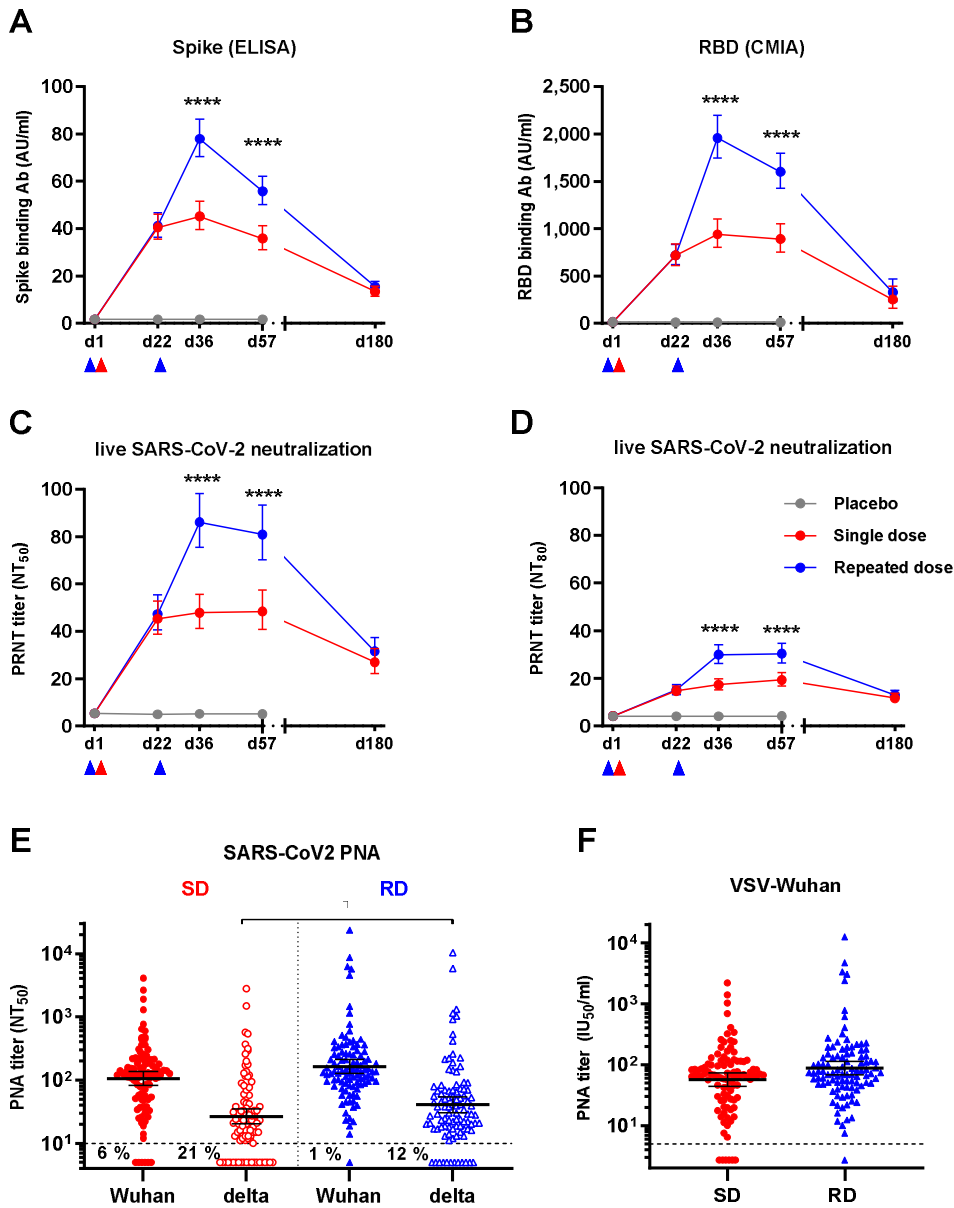 A
Spike (ELISA)
Spike binding Ab (AU/ml)
100
80
60
40
20
0
****
****
d1
d22
d36
d57
d180
B
RBD (CMIA)
RBD binding Ab (AU/ml)
2,500
2,000
1,500
1,000
500
0
****
****
d1
d22
d36
d57
d180
C
live SARS-CoV-2 neutralization
PRNT titer (NT50)
100
80
60
40
20
0
****
****
d1
d22
d36
d57
d180
D
live SARS-CoV-2 neutralization
PRNT titer (NT80)
100
80
60
40
20
0
Placebo
Single dose
Repeated dose
****
****
d1
d22
d36
d57
d180
E
SARS-CoV2 PNA
SD
RD
PNA titer (NT50)
10^4
10^3
10^2
10^1
6 %
21 %
1 %
12 %
Wuhan
delta
Wuhan
delta
F
VSV-Wuhan
PNA titer (IU50/ml)
10^4
10^3
10^2
10^1
SD
RD